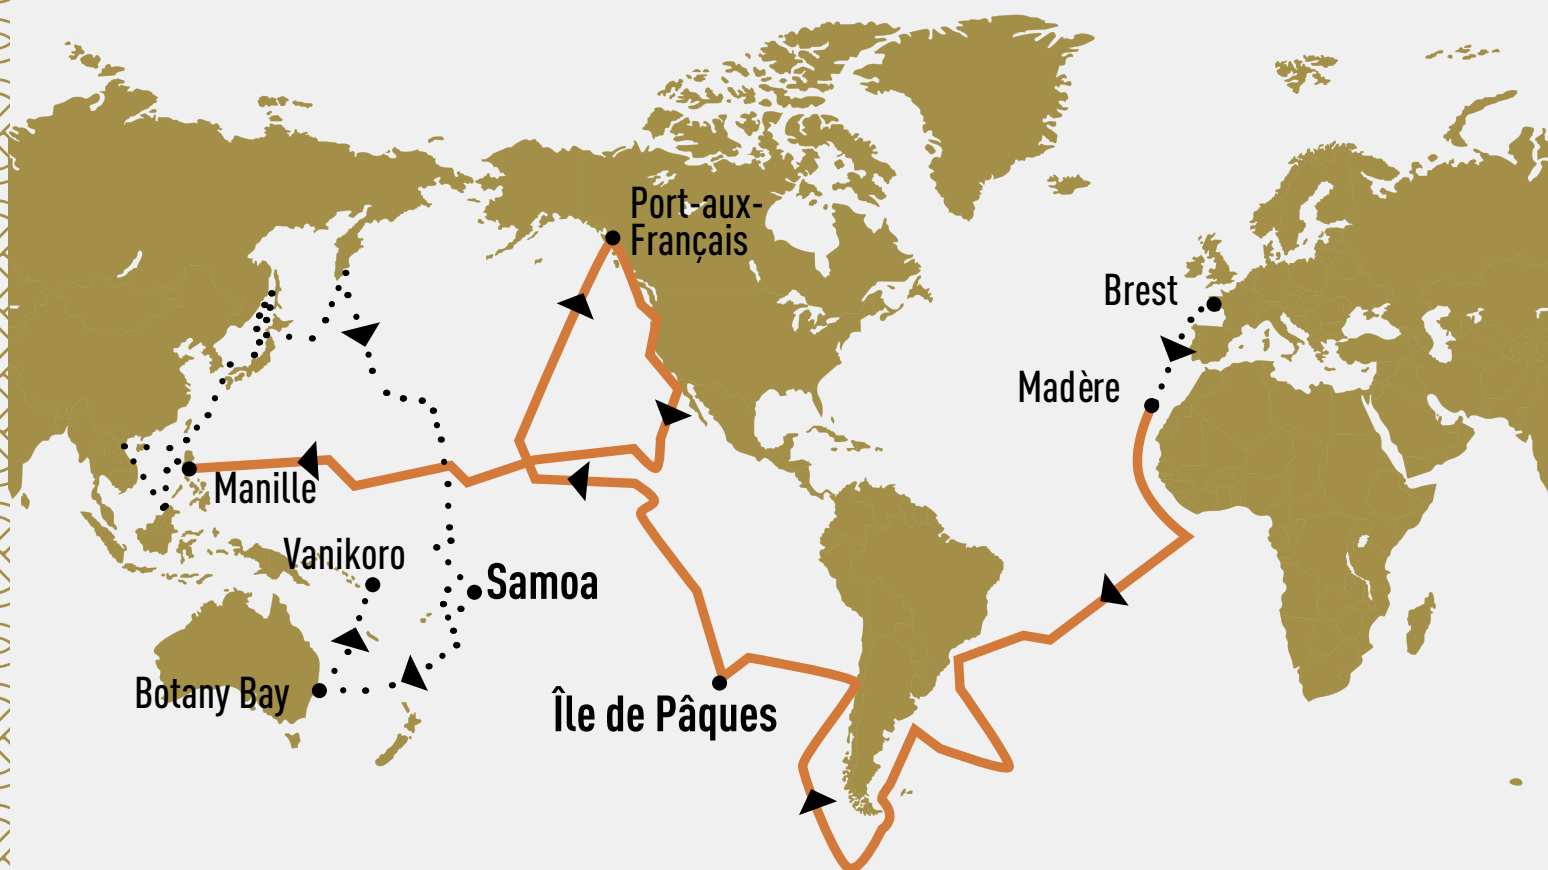 Port-aux-
Français
Brest
Madère
Manille
Vanikoro
Samoa
Botany Bay
Île de Pâques